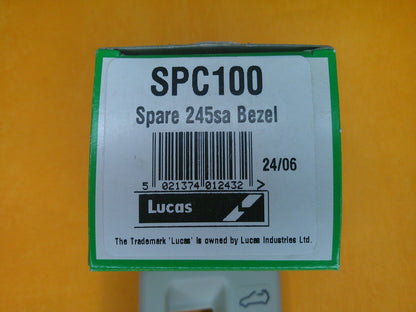 SPC100
Spare 245sa Bezel
24/06
5 021374 012432 >
Lucas
The Trademark 'Lucas' is owned by Lucas Industries Ltd.